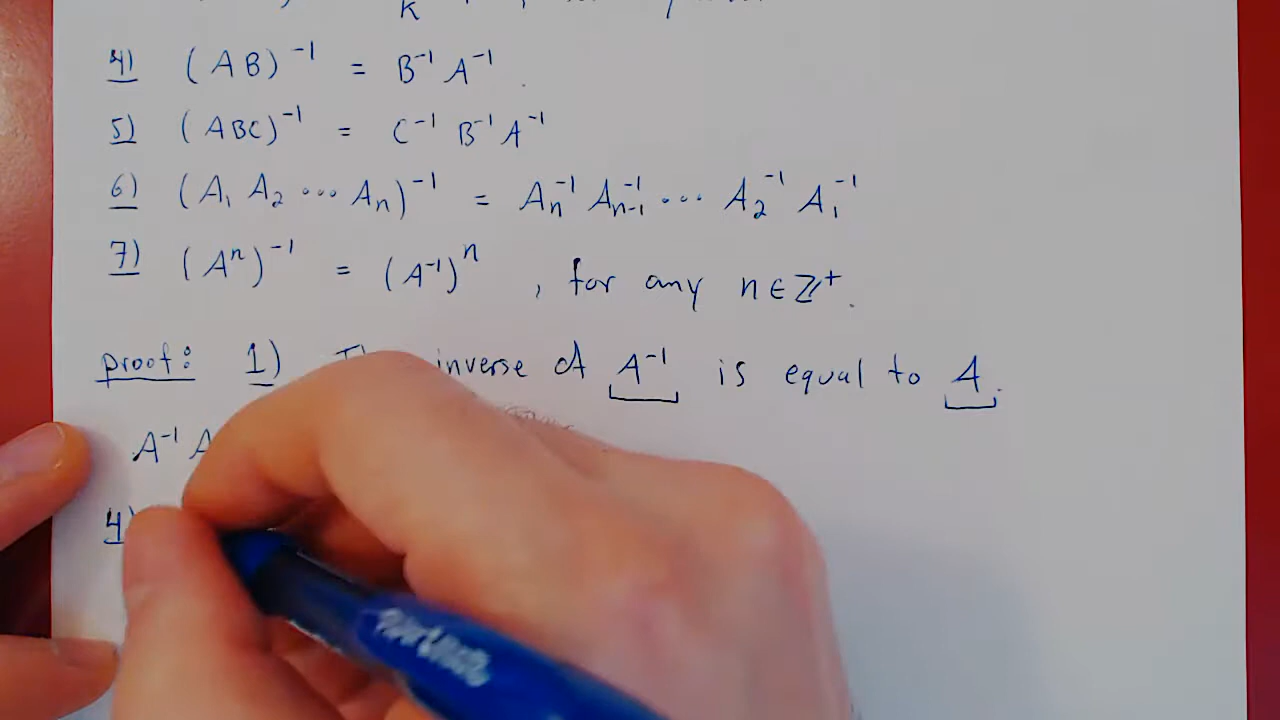 k
4) (AB)⁻¹ = B⁻¹ A⁻¹
5) (ABC)⁻¹ = C⁻¹ B⁻¹ A⁻¹
6) (A₁ A₂ ··· Aₙ)⁻¹ = Aₙ⁻¹ Aₙ₋₁⁻¹ ··· A₂⁻¹ A₁⁻¹
7) (Aⁿ)⁻¹ = (A⁻¹)ⁿ , for any n ∈ ℤ⁺.
proof: 1) inverse of A⁻¹ is equal to A.
A⁻¹ A
4)